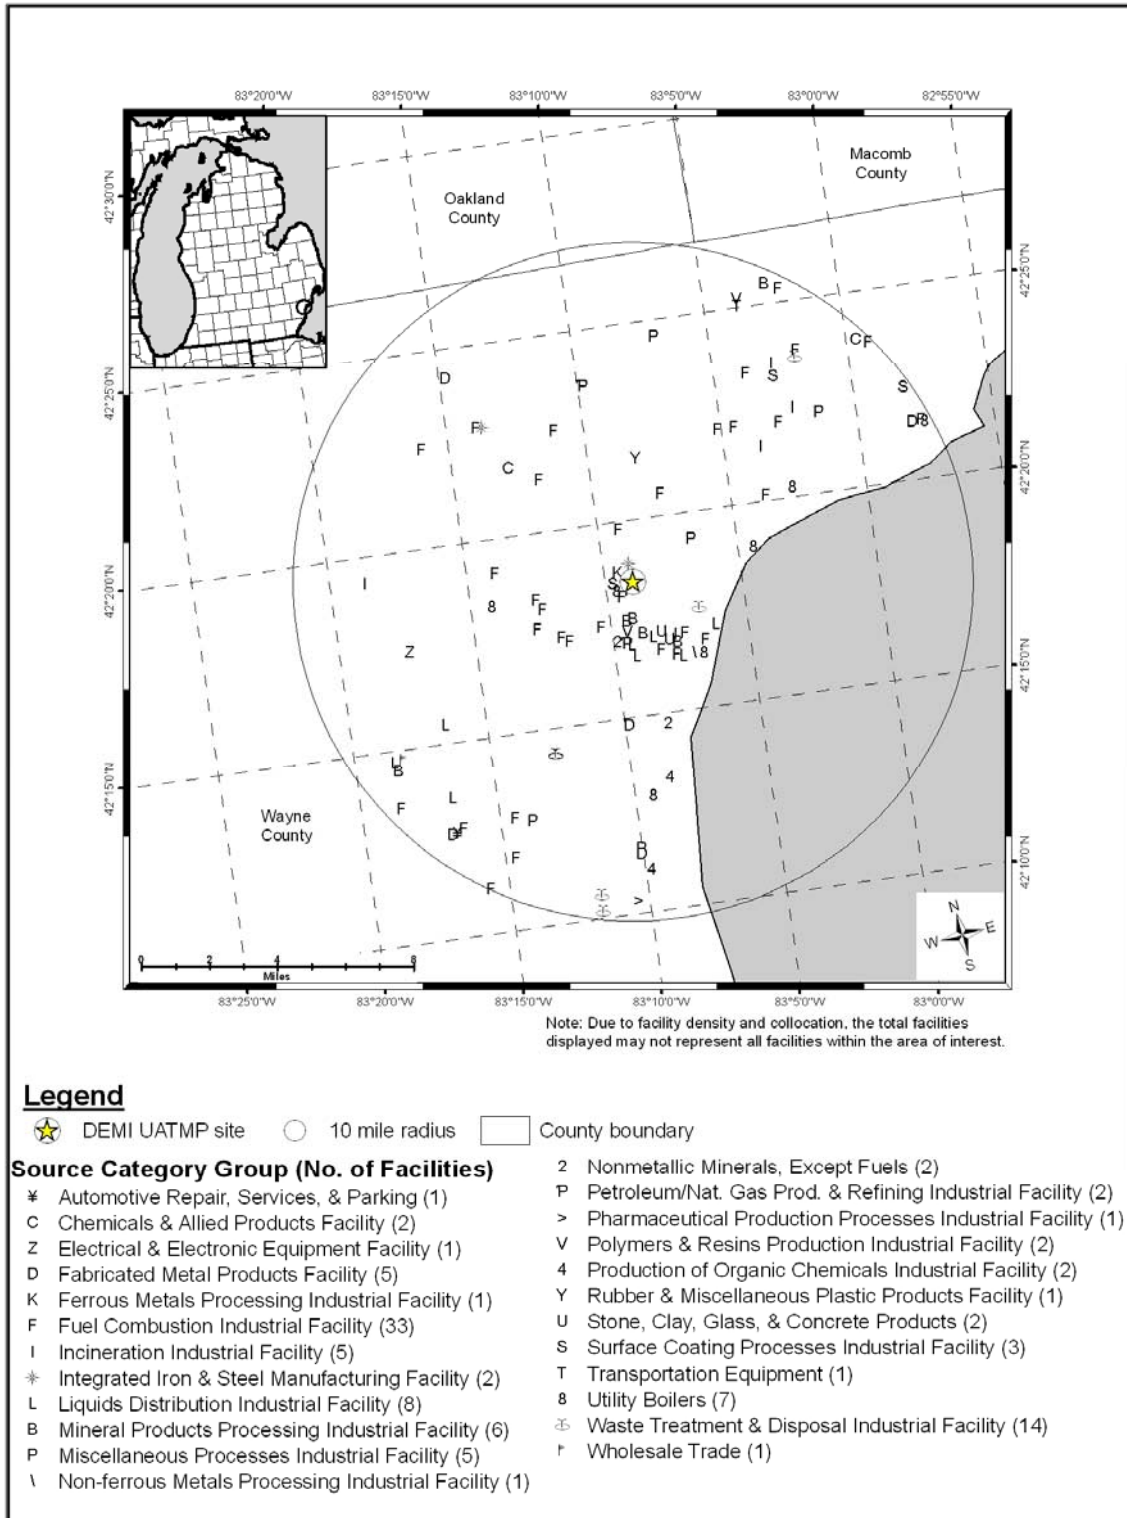 83°20'0"W 83°15'0"W 83°10'0"W 83°5'0"W 83°0'0"W 82°55'0"W
Macomb
County
Oakland
County
42°30'0"N
42°25'0"N
42°25'0"N
42°20'0"N
42°20'0"N
42°15'0"N
42°15'0"N
42°10'0"N
Wayne
County
B
F
P
C F
F
I
S
F
S
D
P
I
P
F
D
8
F
F
F
F
F
I
F
C
Y
F
F
F
8
8
F
P
K
S
I
F
8
F
F
L
Z
D
2
L
L
B
4
8
L
F
F
P
D
F
F
B
D
4
F
>
N
W E
S
0 2 4 8
Miles
83°25'0"W 83°20'0"W 83°15'0"W 83°10'0"W 83°5'0"W 83°0'0"W
Note: Due to facility density and collocation, the total facilities
displayed may not represent all facilities within the area of interest.
Legend
DEMI UATMP site 10 mile radius County boundary
Source Category Group (No. of Facilities)
¥ Automotive Repair, Services, & Parking (1)
C Chemicals & Allied Products Facility (2)
Z Electrical & Electronic Equipment Facility (1)
D Fabricated Metal Products Facility (5)
K Ferrous Metals Processing Industrial Facility (1)
F Fuel Combustion Industrial Facility (33)
I Incineration Industrial Facility (5)
Integrated Iron & Steel Manufacturing Facility (2)
L Liquids Distribution Industrial Facility (8)
B Mineral Products Processing Industrial Facility (6)
P Miscellaneous Processes Industrial Facility (5)
\ Non-ferrous Metals Processing Industrial Facility (1)
2 Nonmetallic Minerals, Except Fuels (2)
P Petroleum/Nat. Gas Prod. & Refining Industrial Facility (2)
> Pharmaceutical Production Processes Industrial Facility (1)
V Polymers & Resins Production Industrial Facility (2)
4 Production of Organic Chemicals Industrial Facility (2)
Y Rubber & Miscellaneous Plastic Products Facility (1)
U Stone, Clay, Glass, & Concrete Products (2)
S Surface Coating Processes Industrial Facility (3)
T Transportation Equipment (1)
8 Utility Boilers (7)
Waste Treatment & Disposal Industrial Facility (14)
Wholesale Trade (1)